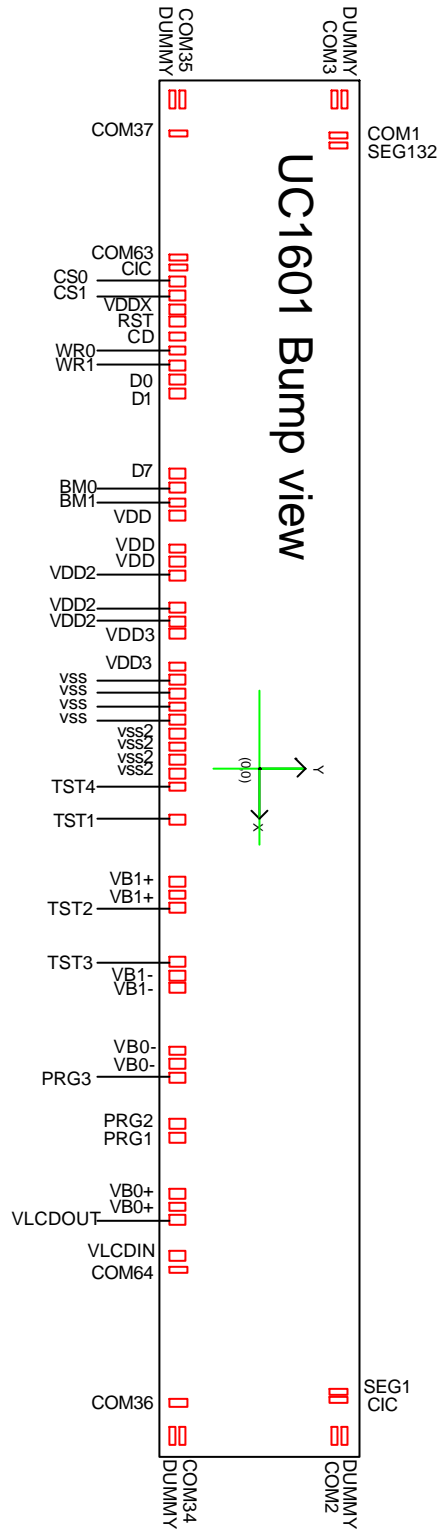 COM35
DUMMY
DUMMY
COM3
COM37
COM1
SEG132
UC1601 Bump view
COM63
CIC
CS0
CS1
VDDX
RST
CD
WR0
WR1
D0
D1
D7
BM0
BM1
VDD
VDD
VDD
VDD2
VDD2
VDD2
VDD3
VDD3
vss
vss
vss
vss
vss2
vss2
vss2
vss2
(0,0)
Y
X
TST4
TST1
VB1+
VB1+
TST2
TST3
VB1-
VB1-
VB0-
VB0-
PRG3
PRG2
PRG1
VB0+
VB0+
VLCDOUT
VLCDIN
COM64
SEG1
CIC
COM36
COM34
DUMMY
DUMMY
COM2